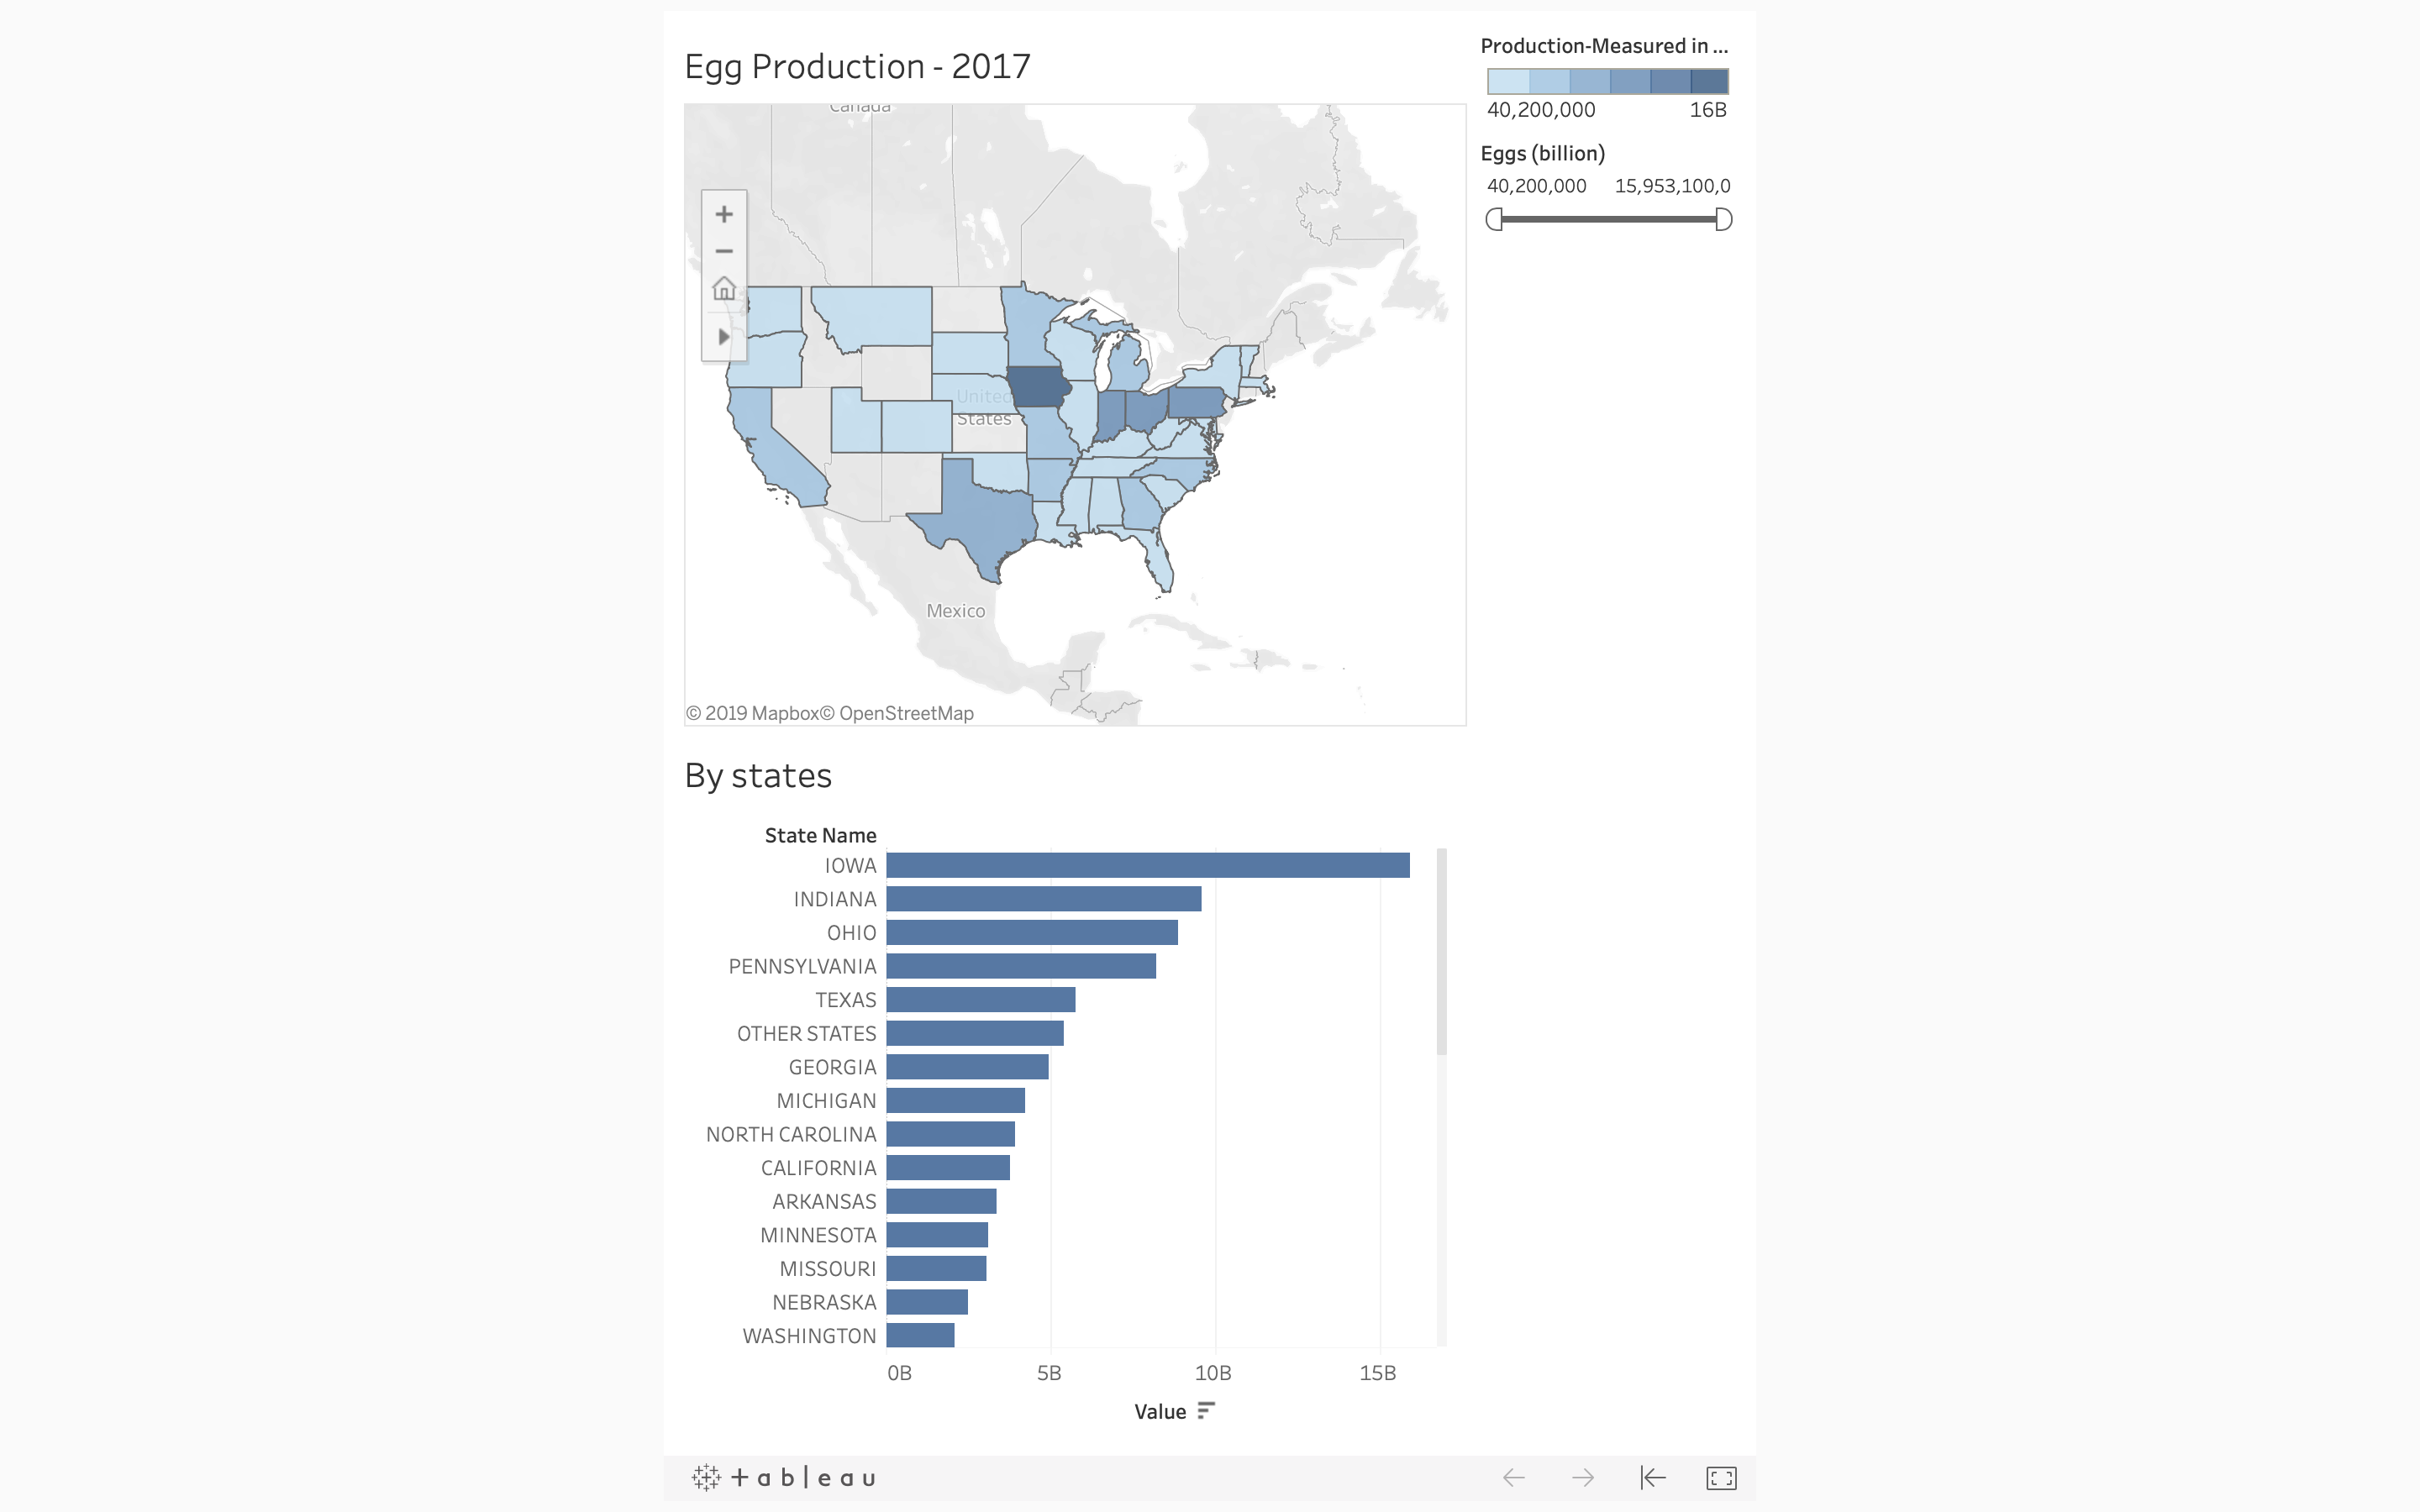 Egg Production - 2017
Production-Measured in ...
40,200,000 16B
Eggs (billion)
40,200,000 15,953,100,0
Canada
United
States
Mexico
© 2019 Mapbox© OpenStreetMap
By states
State Name
IOWA
INDIANA
OHIO
PENNSYLVANIA
TEXAS
OTHER STATES
GEORGIA
MICHIGAN
NORTH CAROLINA
CALIFORNIA
ARKANSAS
MINNESOTA
MISSOURI
NEBRASKA
WASHINGTON
0B 5B 10B 15B
Value
+ableau